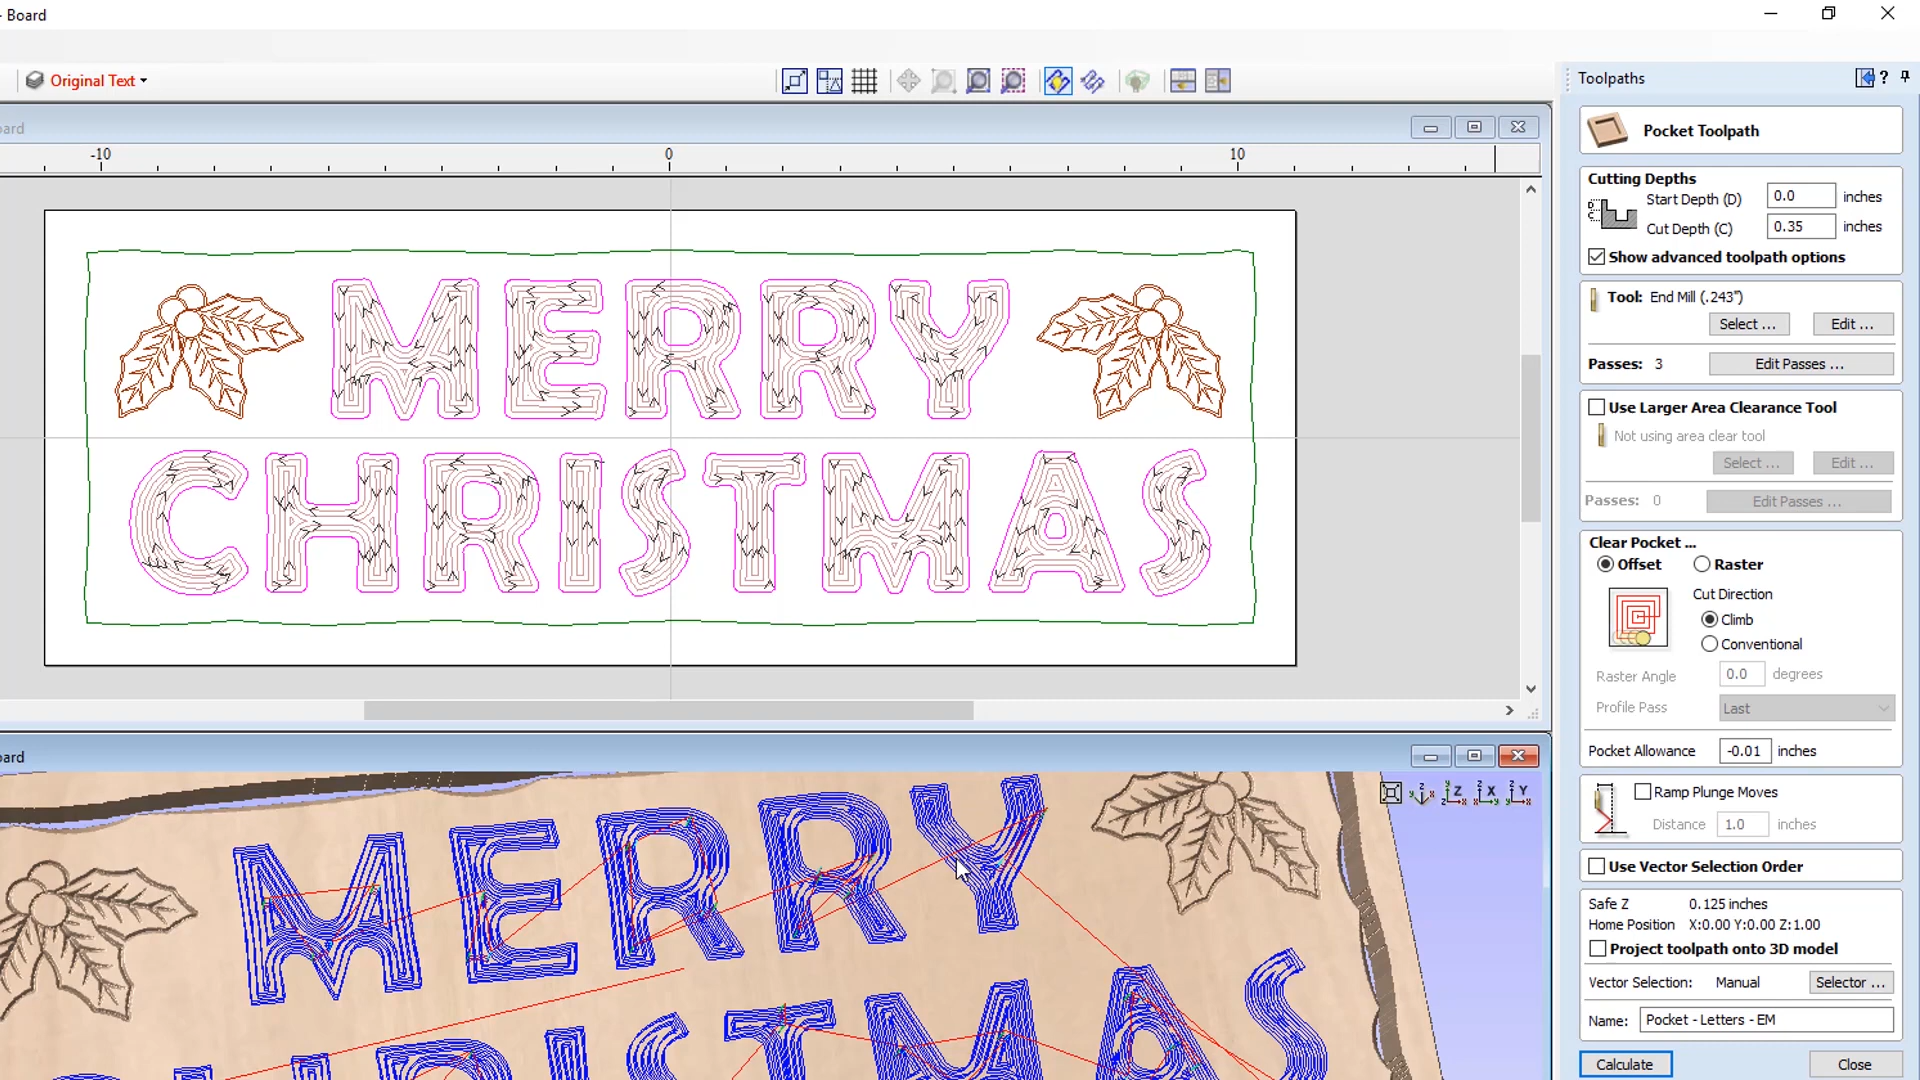 - Board
Original Text
Toolpaths
?
Pocket Toolpath
ard
-10 0 10
Cutting Depths
Start Depth (D) 0.0 inches
Cut Depth (C) 0.35 inches
Show advanced toolpath options
Tool: End Mill (.243")
Select ... Edit ...
Passes: 3 Edit Passes ...
Use Larger Area Clearance Tool
Not using area clear tool
Select ... Edit ...
Passes: 0 Edit Passes ...
Clear Pocket ...
Offset Raster
Cut Direction
Climb
Conventional
Raster Angle 0.0 degrees
Profile Pass Last
Pocket Allowance -0.01 inches
Ramp Plunge Moves
Distance 1.0 inches
Use Vector Selection Order
Safe Z 0.125 inches
Home Position X:0.00 Y:0.00 Z:1.00
Project toolpath onto 3D model
Vector Selection: Manual Selector ...
Name: Pocket - Letters - EM
Calculate Close
MERRY
CHRISTMAS
ard
MERRY
RISTMAS